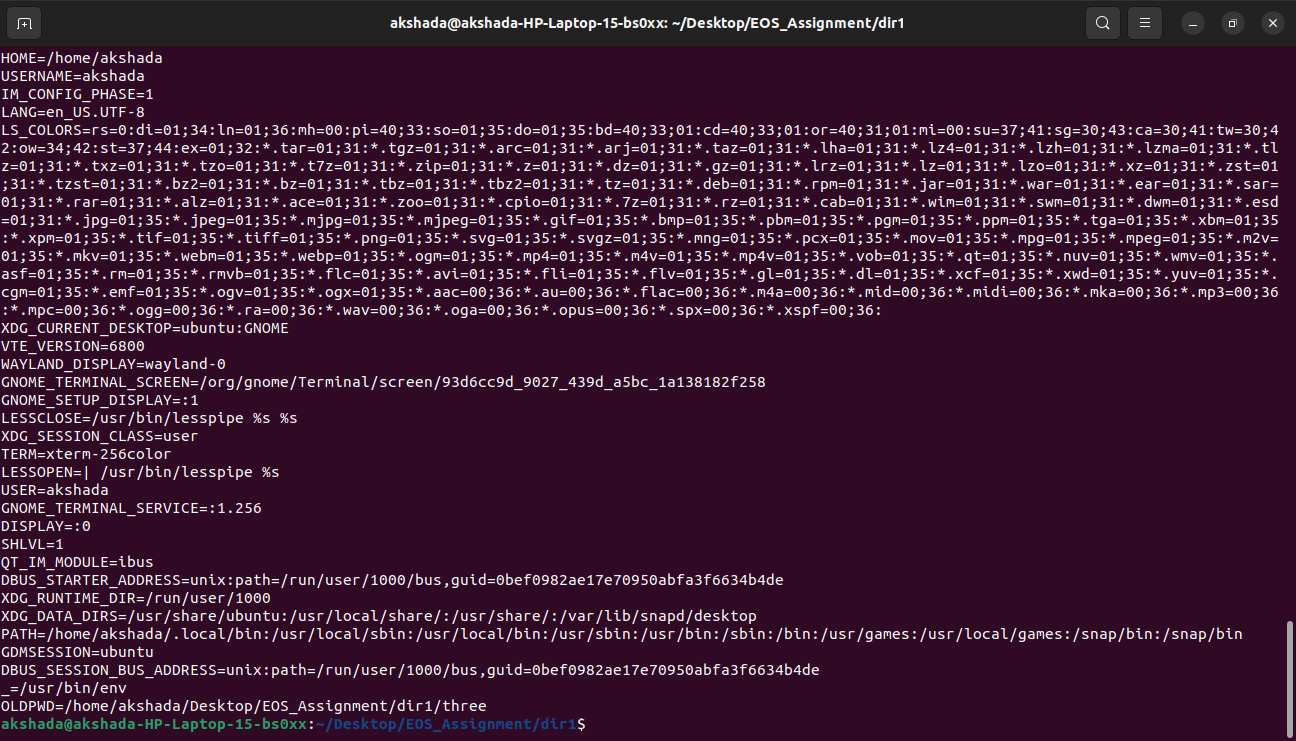 akshada@akshada-HP-Laptop-15-bs0xx: ~/Desktop/EOS_Assignment/dir1
HOME=/home/akshada
USERNAME=akshada
IM_CONFIG_PHASE=1
LANG=en_US.UTF-8
LS_COLORS=rs=0:di=01;34:ln=01;36:mh=00:pi=40;33:so=01;35:do=01;35:bd=40;33;01:cd=40;33;01:or=40;31;01:mi=00:su=37;41:sg=30;43:ca=30;41:tw=30;4
2:ow=34;42:st=37;44:ex=01;32:*.tar=01;31:*.tgz=01;31:*.arc=01;31:*.arj=01;31:*.taz=01;31:*.lha=01;31:*.lz4=01;31:*.lzh=01;31:*.lzma=01;31:*.tl
z=01;31:*.txz=01;31:*.tzo=01;31:*.t7z=01;31:*.zip=01;31:*.z=01;31:*.dz=01;31:*.gz=01;31:*.lrz=01;31:*.lz=01;31:*.lzo=01;31:*.xz=01;31:*.zst=01
;31:*.tzst=01;31:*.bz2=01;31:*.bz=01;31:*.tbz=01;31:*.tbz2=01;31:*.tz=01;31:*.deb=01;31:*.rpm=01;31:*.jar=01;31:*.war=01;31:*.ear=01;31:*.sar=
01;31:*.rar=01;31:*.alz=01;31:*.ace=01;31:*.zoo=01;31:*.cpio=01;31:*.7z=01;31:*.rz=01;31:*.cab=01;31:*.wim=01;31:*.swm=01;31:*.dwm=01;31:*.esd
=01;31:*.jpg=01;35:*.jpeg=01;35:*.mjpg=01;35:*.mjpeg=01;35:*.gif=01;35:*.bmp=01;35:*.pbm=01;35:*.pgm=01;35:*.ppm=01;35:*.tga=01;35:*.xbm=01;35
:*.xpm=01;35:*.tif=01;35:*.tiff=01;35:*.png=01;35:*.svg=01;35:*.svgz=01;35:*.mng=01;35:*.pcx=01;35:*.mov=01;35:*.mpg=01;35:*.mpeg=01;35:*.m2v=
01;35:*.mkv=01;35:*.webm=01;35:*.webp=01;35:*.ogm=01;35:*.mp4=01;35:*.m4v=01;35:*.mp4v=01;35:*.vob=01;35:*.qt=01;35:*.nuv=01;35:*.wmv=01;35:*.
asf=01;35:*.rm=01;35:*.rmvb=01;35:*.flc=01;35:*.avi=01;35:*.fli=01;35:*.flv=01;35:*.gl=01;35:*.dl=01;35:*.xcf=01;35:*.xwd=01;35:*.yuv=01;35:*.
cgm=01;35:*.emf=01;35:*.ogv=01;35:*.ogx=01;35:*.aac=00;36:*.au=00;36:*.flac=00;36:*.m4a=00;36:*.mid=00;36:*.midi=00;36:*.mka=00;36:*.mp3=00;36
:*.mpc=00;36:*.ogg=00;36:*.ra=00;36:*.wav=00;36:*.oga=00;36:*.opus=00;36:*.spx=00;36:*.xspf=00;36:
XDG_CURRENT_DESKTOP=ubuntu:GNOME
VTE_VERSION=6800
WAYLAND_DISPLAY=wayland-0
GNOME_TERMINAL_SCREEN=/org/gnome/Terminal/screen/93d6cc9d_9027_439d_a5bc_1a138182f258
GNOME_SETUP_DISPLAY=:1
LESSCLOSE=/usr/bin/lesspipe %s %s
XDG_SESSION_CLASS=user
TERM=xterm-256color
LESSOPEN=| /usr/bin/lesspipe %s
USER=akshada
GNOME_TERMINAL_SERVICE=:1.256
DISPLAY=:0
SHLVL=1
QT_IM_MODULE=ibus
DBUS_STARTER_ADDRESS=unix:path=/run/user/1000/bus,guid=0bef0982ae17e70950abfa3f6634b4de
XDG_RUNTIME_DIR=/run/user/1000
XDG_DATA_DIRS=/usr/share/ubuntu:/usr/local/share/:/usr/share/:/var/lib/snapd/desktop
PATH=/home/akshada/.local/bin:/usr/local/sbin:/usr/local/bin:/usr/sbin:/usr/bin:/sbin:/bin:/usr/games:/usr/local/games:/snap/bin:/snap/bin
GDMSESSION=ubuntu
DBUS_SESSION_BUS_ADDRESS=unix:path=/run/user/1000/bus,guid=0bef0982ae17e70950abfa3f6634b4de
_=/usr/bin/env
OLDPWD=/home/akshada/Desktop/EOS_Assignment/dir1/three
akshada@akshada-HP-Laptop-15-bs0xx:~/Desktop/EOS_Assignment/dir1$